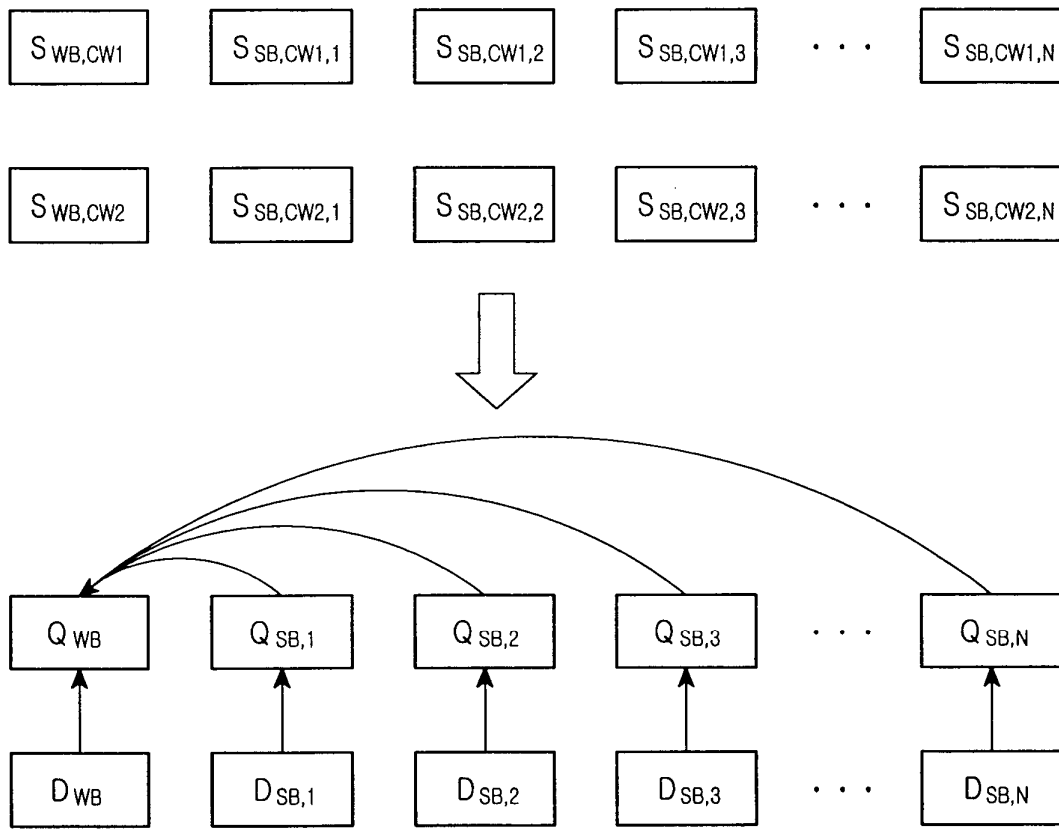 S WB,CW1 S SB,CW1,1 S SB,CW1,2 S SB,CW1,3 · · · S SB,CW1,N
S WB,CW2 S SB,CW2,1 S SB,CW2,2 S SB,CW2,3 · · · S SB,CW2,N
Q WB Q SB,1 Q SB,2 Q SB,3 · · · Q SB,N
D WB D SB,1 D SB,2 D SB,3 · · · D SB,N